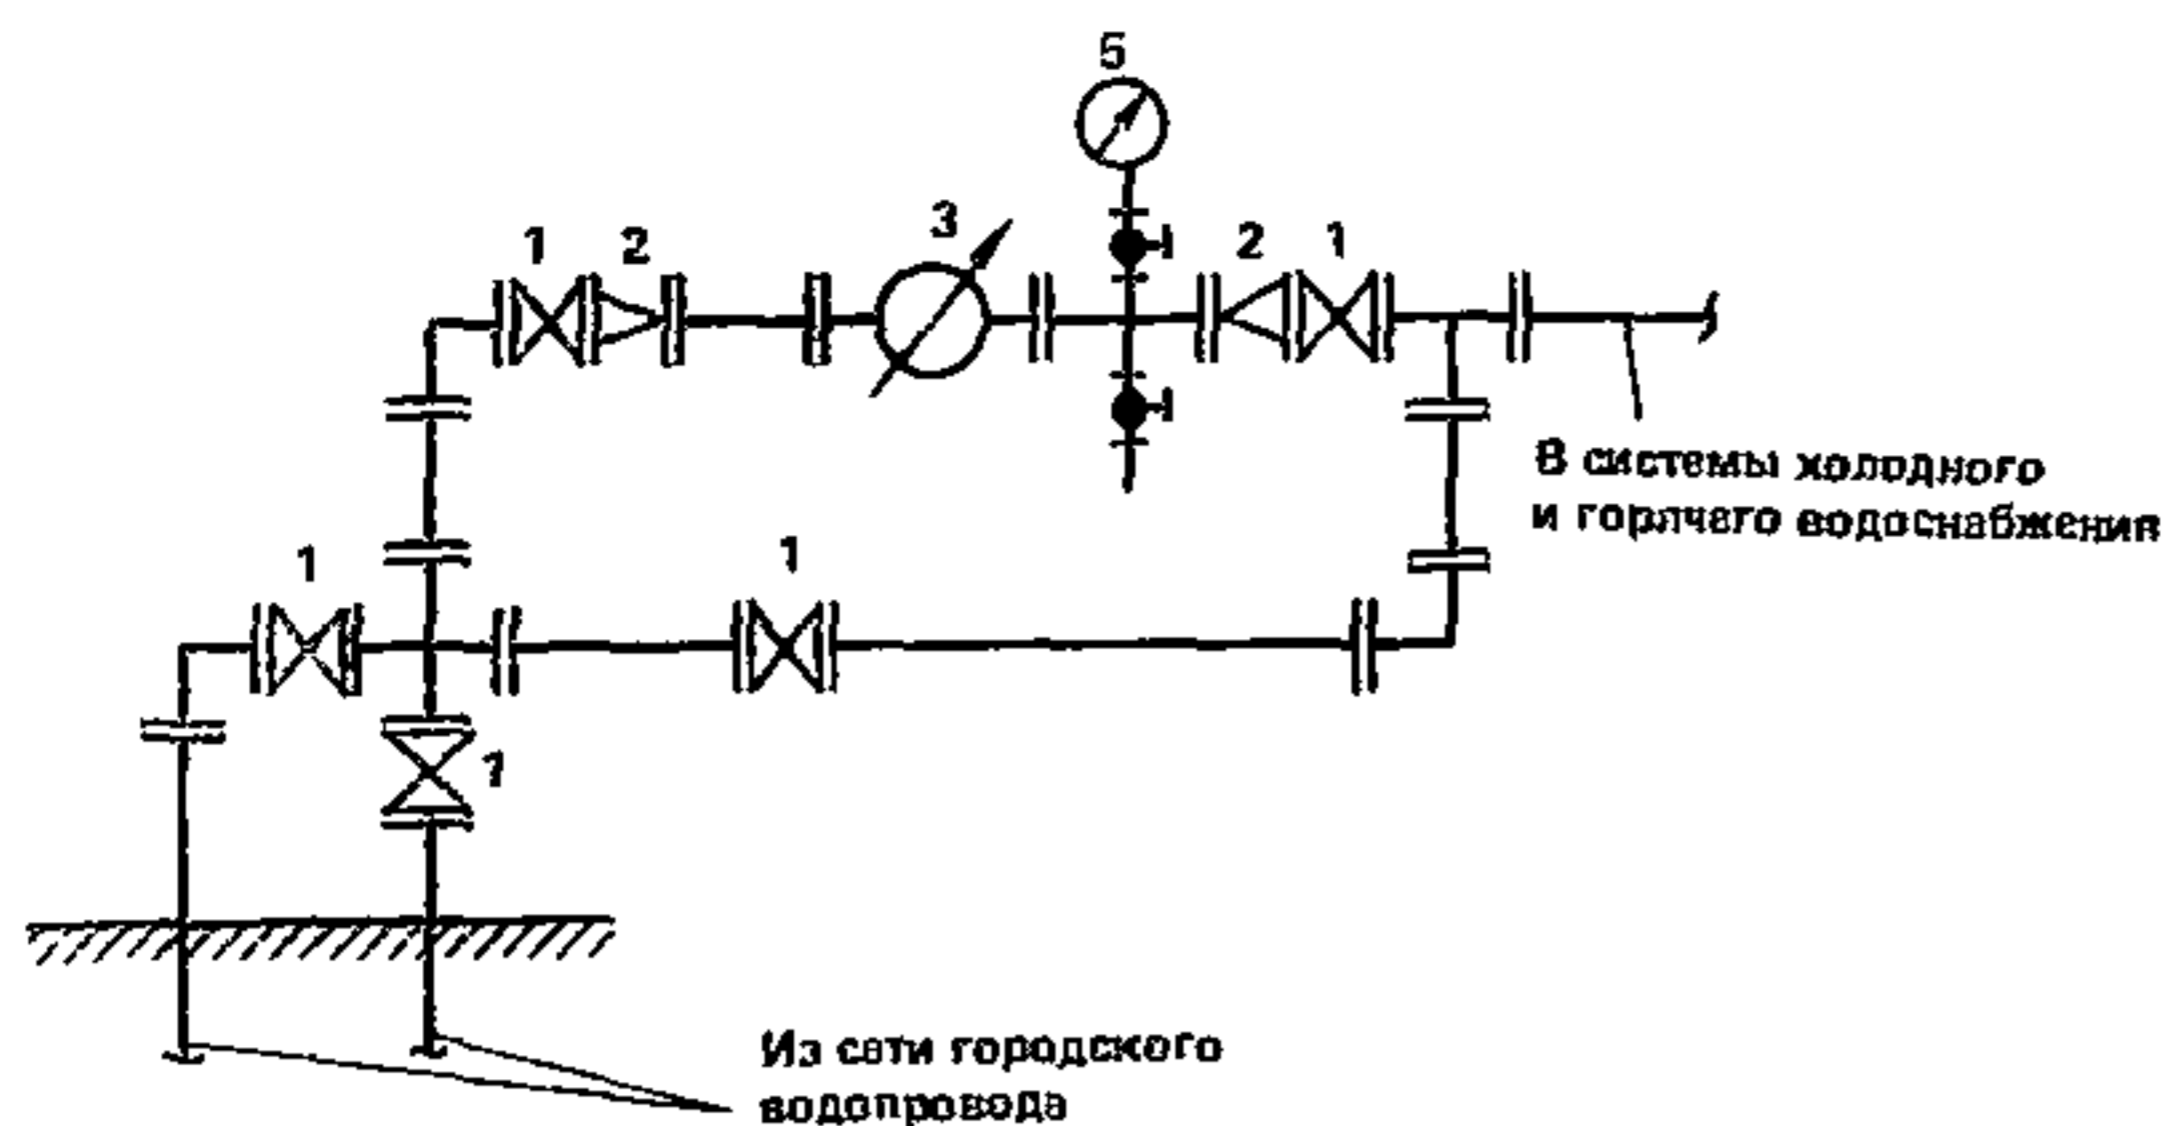 5
3
1 2
2 1
В системы холодного
и горячего водоснабжения
1
1
1
Из сети городского
водопровода